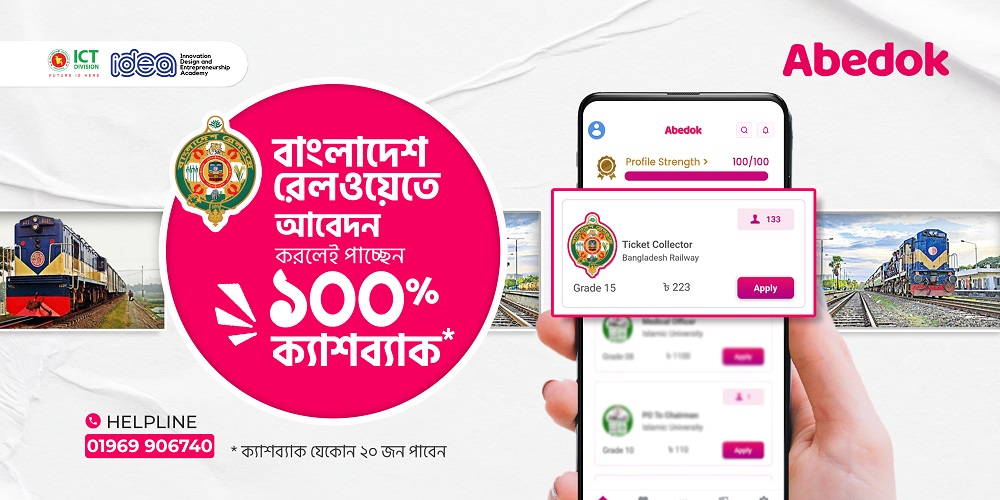 ICT
DIVISION
FUTURE IS HERE
idea
Innovation
Design and
Entrepreneurship
Academy
Abedok
বাংলাদেশ
রেলওয়েতে
আবেদন
করলেই পাচ্ছেন
১০০%
ক্যাশব্যাক*
HELPLINE
01969 906740
* ক্যাশব্যাক যেকোন ২০ জন পাবেন
Abedok
Profile Strength > 100/100
133
Ticket Collector
Bangladesh Railway
Grade 15 ৳ 223 Apply
Medical Officer
Islamic University
Grade 08 ৳ 1100 Apply
1
PO To Chairman
Islamic University
Grade 10 ৳ 110 Apply